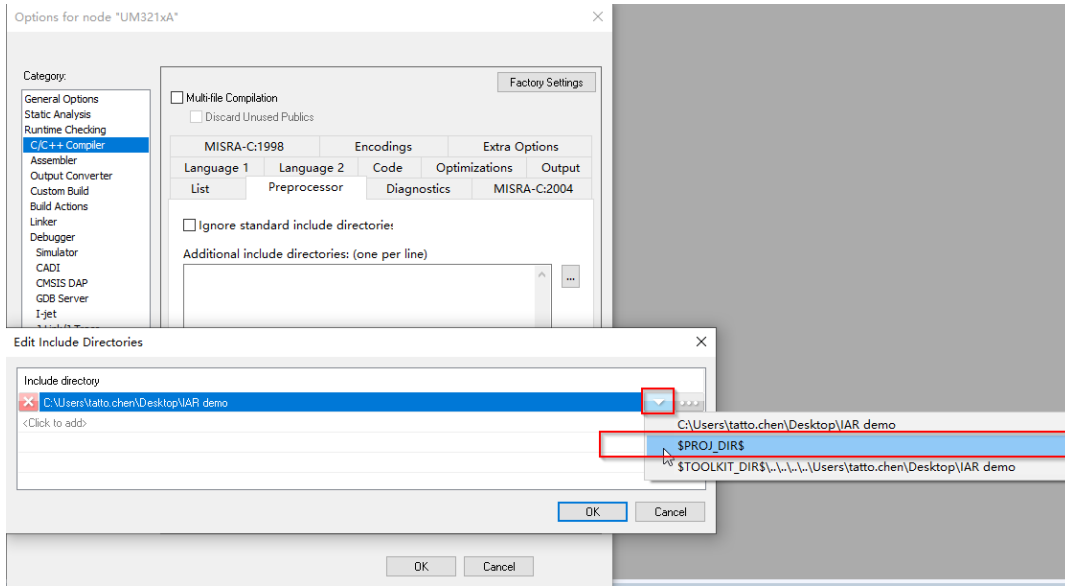 Options for node "UM321xA"
Category:
Factory Settings
General Options
Static Analysis
Runtime Checking
C/C++ Compiler
Assembler
Output Converter
Custom Build
Build Actions
Linker
Debugger
Simulator
CADI
CMSIS DAP
GDB Server
I-jet
Multi-file Compilation
Discard Unused Publics
MISRA-C:1998 Encodings Extra Options
Language 1 Language 2 Code Optimizations Output
List Preprocessor Diagnostics MISRA-C:2004
Ignore standard include directories
Additional include directories: (one per line)
...
Edit Include Directories
Include directory
C:\Users\tatto.chen\Desktop\IAR demo
<Click to add>
C:\Users\tatto.chen\Desktop\IAR demo
$PROJ_DIR$
$TOOLKIT_DIR$\..\..\..\..\Users\tatto.chen\Desktop\IAR demo
OK Cancel
OK Cancel